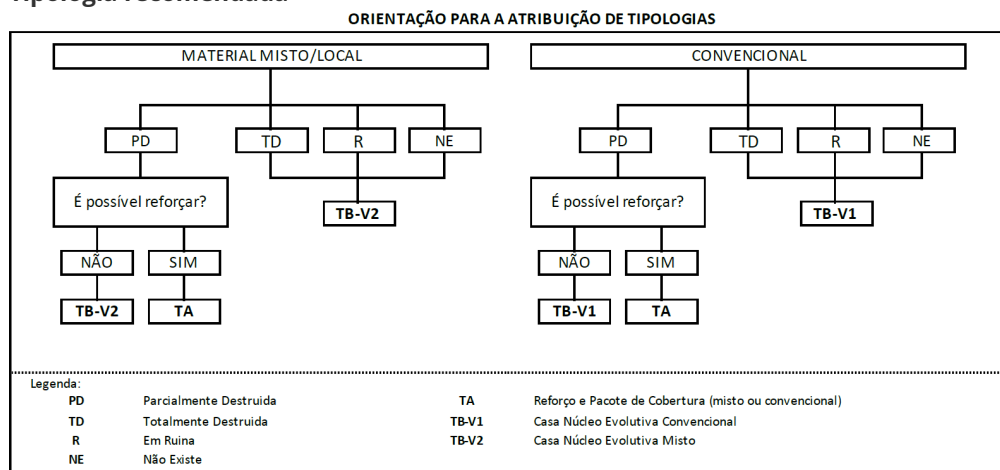 Tipologia recomendada
ORIENTAÇÃO PARA A ATRIBUIÇÃO DE TIPOLOGIAS
MATERIAL MISTO/LOCAL
CONVENCIONAL
PD
TD
R
NE
PD
TD
R
NE
É possível reforçar?
TB-V2
É possível reforçar?
TB-V1
NÃO
SIM
NÃO
SIM
TB-V2
TA
TB-V1
TA
Legenda:
PD Parcialmente Destruida
TA Reforço e Pacote de Cobertura (misto ou convencional)
TD Totalmente Destruida
TB-V1 Casa Núcleo Evolutiva Convencional
R Em Ruina
TB-V2 Casa Núcleo Evolutiva Misto
NE Não Existe